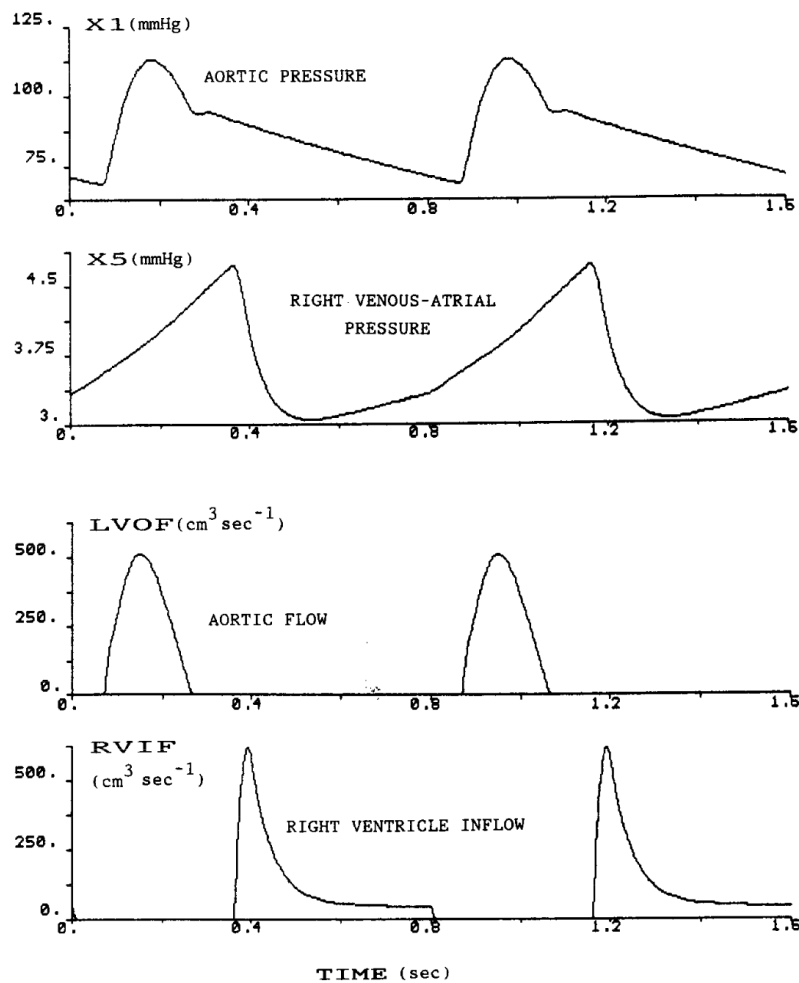 125.
X1 (mmHg)
AORTIC PRESSURE
100.
75.
0. 0.4 0.8 1.2 1.6
X5 (mmHg)
4.5
RIGHT VENOUS-ATRIAL
PRESSURE
3.75
3.
0. 0.4 0.8 1.2 1.6
LVOF (cm³ sec⁻¹)
500.
AORTIC FLOW
250.
0.
0. 0.4 0.8 1.2 1.6
RVIF
(cm³ sec⁻¹)
500.
RIGHT VENTRICLE INFLOW
250.
0.
0. 0.4 0.8 1.2 1.6
TIME (sec)